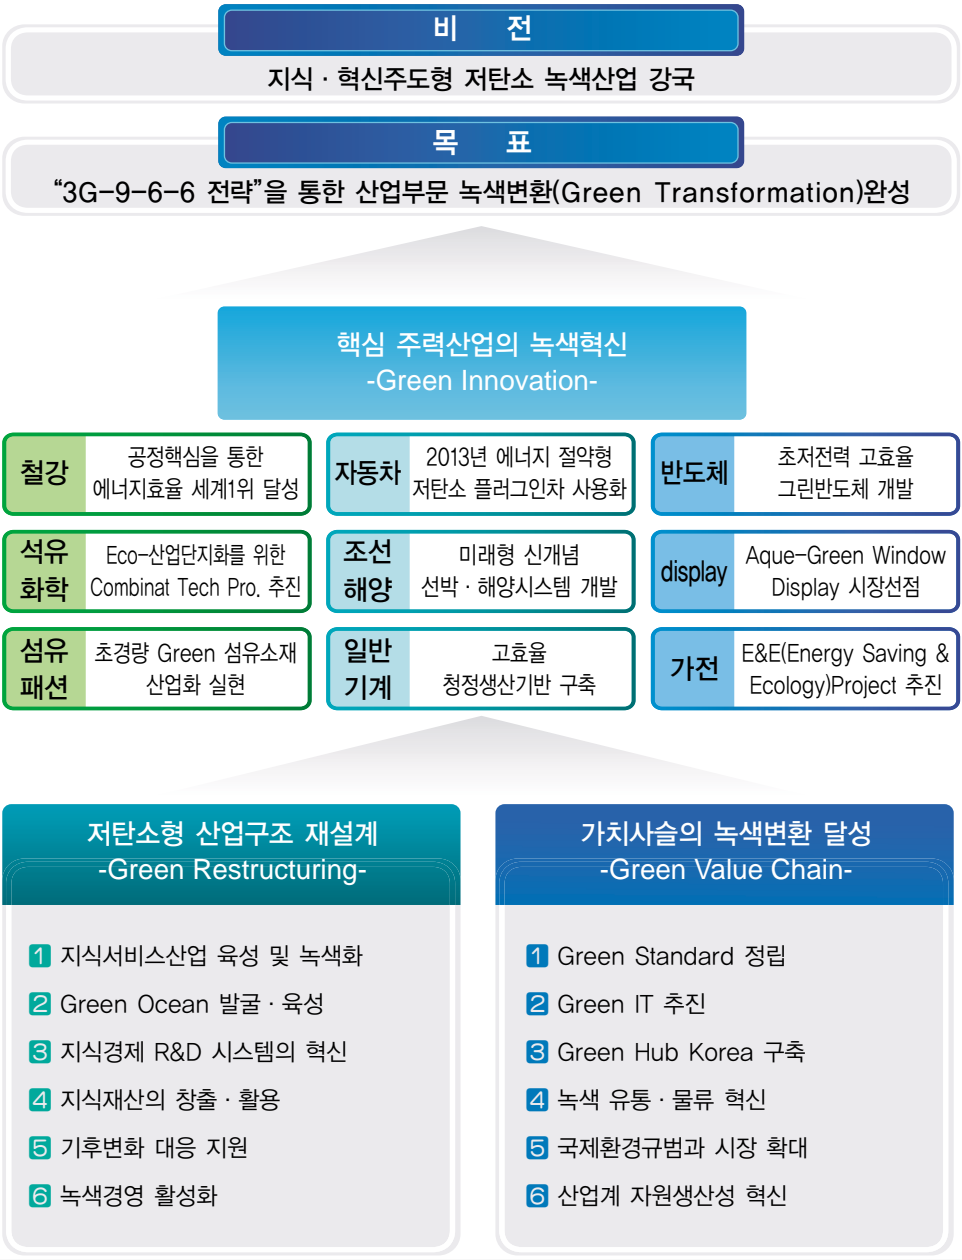 비 전
지식 · 혁신주도형 저탄소 녹색산업 강국
목 표
“3G-9-6-6 전략”을 통한 산업부문 녹색변환(Green Transformation)완성
핵심 주력산업의 녹색혁신
-Green Innovation-
철강
공정핵심을 통한
에너지효율 세계1위 달성
자동차
2013년 에너지 절약형
저탄소 플러그인차 사용화
반도체
초저전력 고효율
그린반도체 개발
석유
화학
Eco-산업단지화를 위한
Combinat Tech Pro. 추진
조선
해양
미래형 신개념
선박 · 해양시스템 개발
display
Aque-Green Window
Display 시장선점
섬유
패션
초경량 Green 섬유소재
산업화 실현
일반
기계
고효율
청정생산기반 구축
가전
E&E(Energy Saving &
Ecology)Project 추진
저탄소형 산업구조 재설계
-Green Restructuring-
1 지식서비스산업 육성 및 녹색화
2 Green Ocean 발굴 · 육성
3 지식경제 R&D 시스템의 혁신
4 지식재산의 창출 · 활용
5 기후변화 대응 지원
6 녹색경영 활성화
가치사슬의 녹색변환 달성
-Green Value Chain-
1 Green Standard 정립
2 Green IT 추진
3 Green Hub Korea 구축
4 녹색 유통 · 물류 혁신
5 국제환경규범과 시장 확대
6 산업계 자원생산성 혁신